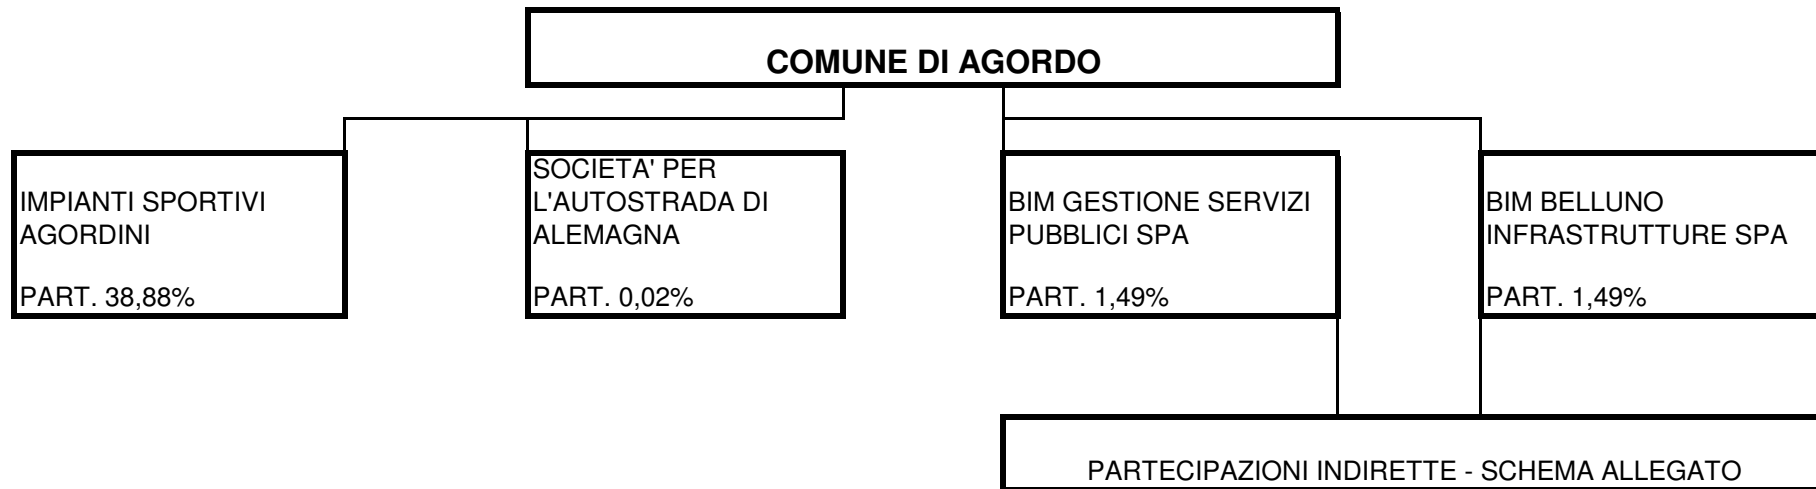 COMUNE DI AGORDO
IMPIANTI SPORTIVI
AGORDINI
PART. 38,88%
SOCIETA' PER
L'AUTOSTRADA DI
ALEMAGNA
PART. 0,02%
BIM GESTIONE SERVIZI
PUBBLICI SPA
PART. 1,49%
BIM BELLUNO
INFRASTRUTTURE SPA
PART. 1,49%
PARTECIPAZIONI INDIRETTE - SCHEMA ALLEGATO